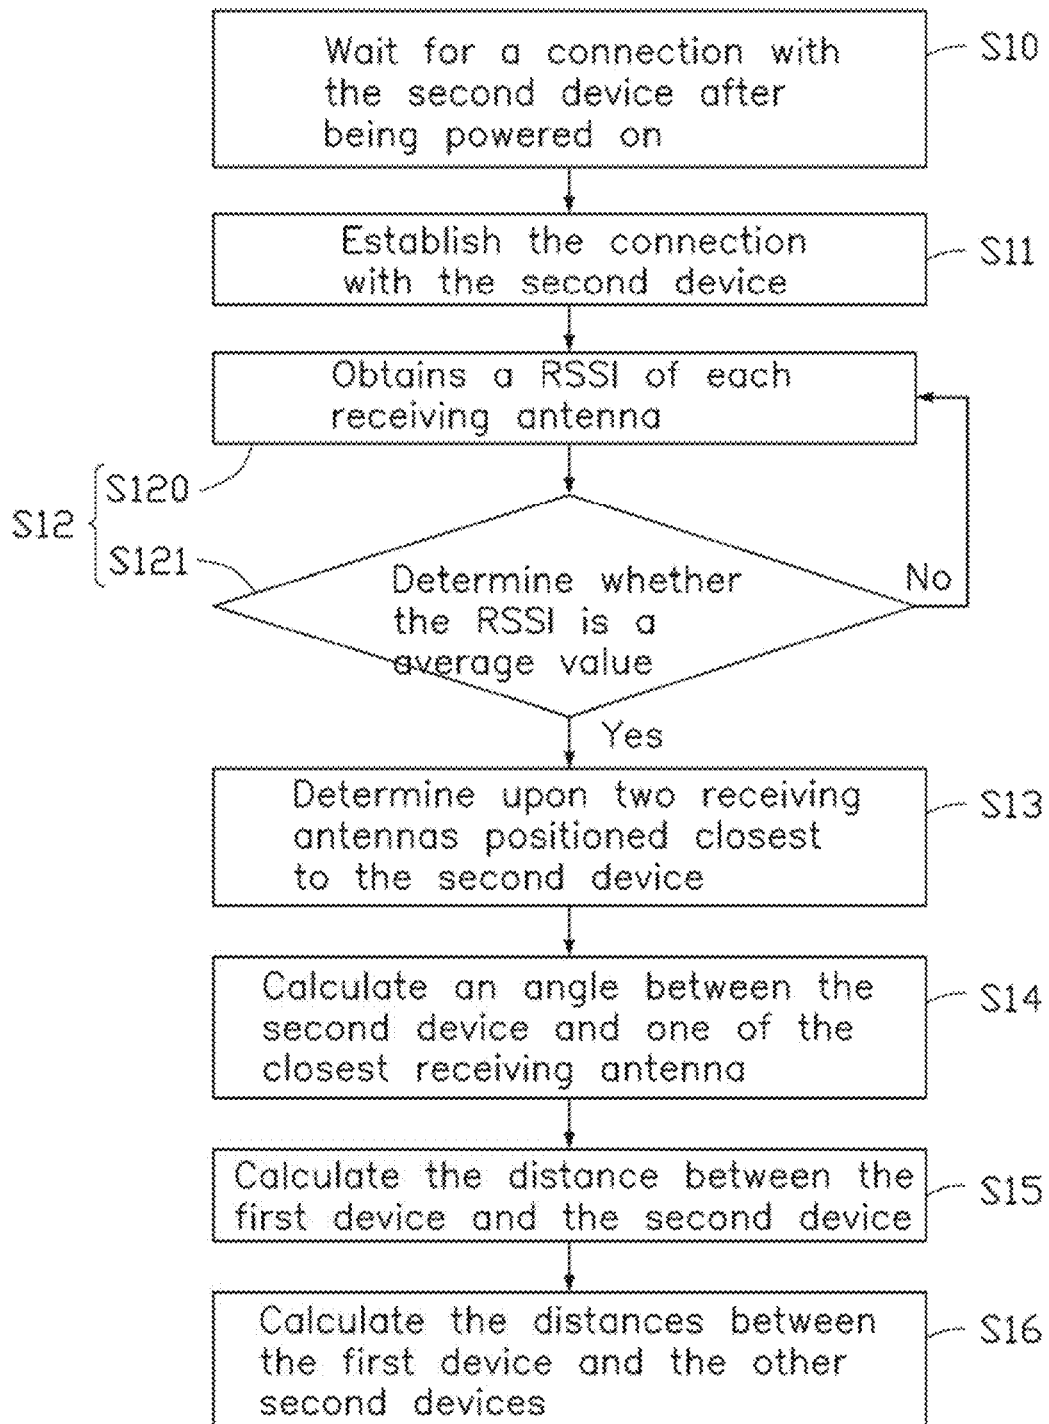 Wait for a connection with
the second device after
being powered on
S10
Establish the connection
with the second device
S11
Obtains a RSSI of each
receiving antenna
S12
S120
S121
Determine whether
the RSSI is a
average value
No
Yes
Determine upon two receiving
antennas positioned closest
to the second device
S13
Calculate an angle between the
second device and one of the
closest receiving antenna
S14
Calculate the distance between the
first device and the second device
S15
Calculate the distances between
the first device and the other
second devices
S16